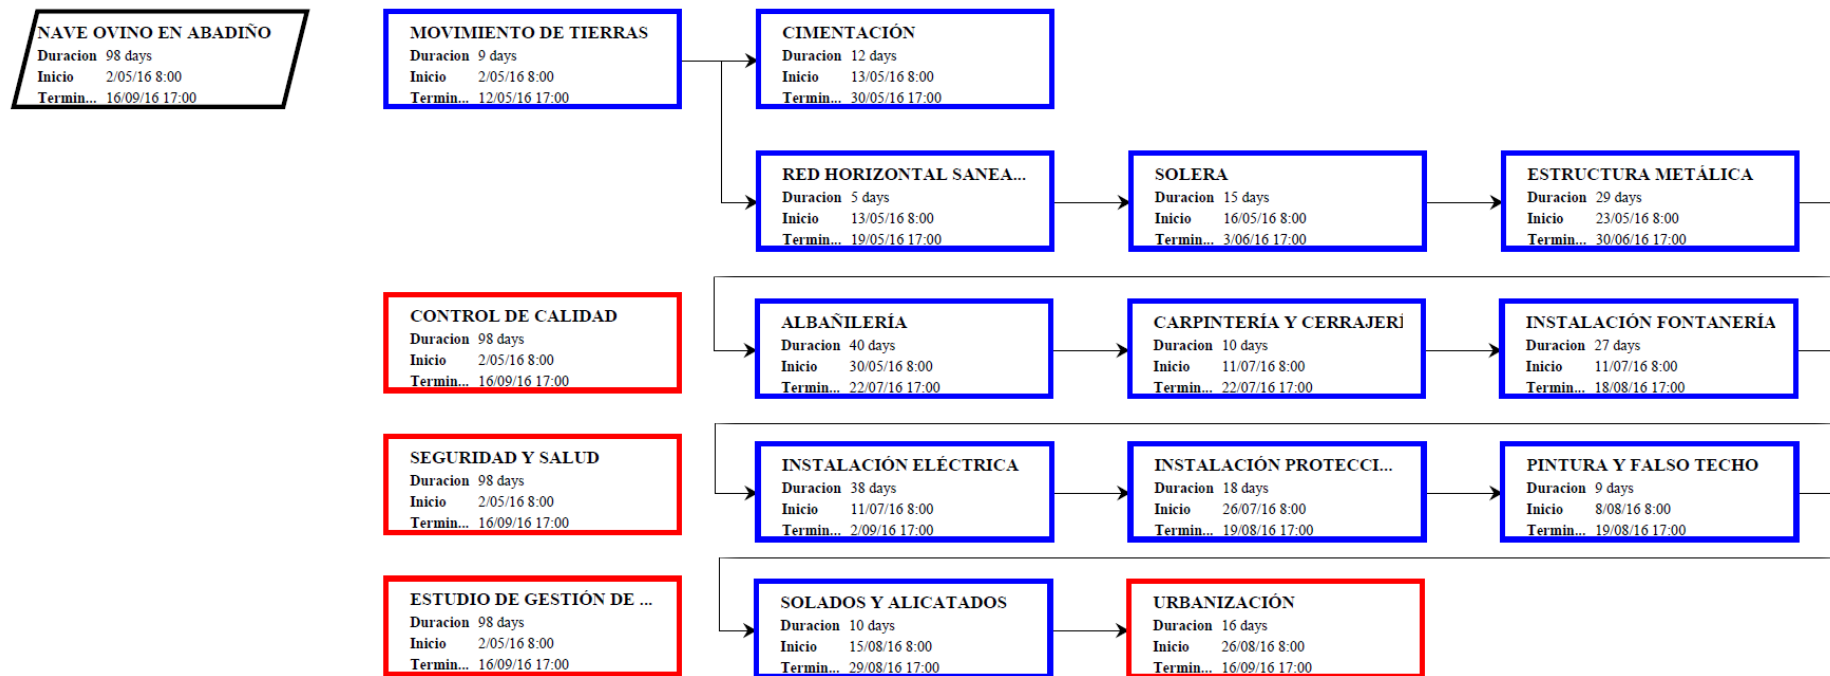 NAVE OVINO EN ABADIÑO
Duracion 98 days
Inicio 2/05/16 8:00
Termin... 16/09/16 17:00
MOVIMIENTO DE TIERRAS
Duracion 9 days
Inicio 2/05/16 8:00
Termin... 12/05/16 17:00
CIMENTACIÓN
Duracion 12 days
Inicio 13/05/16 8:00
Termin... 30/05/16 17:00
RED HORIZONTAL SANEA...
Duracion 5 days
Inicio 13/05/16 8:00
Termin... 19/05/16 17:00
SOLERA
Duracion 15 days
Inicio 16/05/16 8:00
Termin... 3/06/16 17:00
ESTRUCTURA METÁLICA
Duracion 29 days
Inicio 23/05/16 8:00
Termin... 30/06/16 17:00
CONTROL DE CALIDAD
Duracion 98 days
Inicio 2/05/16 8:00
Termin... 16/09/16 17:00
ALBAÑILERÍA
Duracion 40 days
Inicio 30/05/16 8:00
Termin... 22/07/16 17:00
CARPINTERÍA Y CERRAJERÍ
Duracion 10 days
Inicio 11/07/16 8:00
Termin... 22/07/16 17:00
INSTALACIÓN FONTANERÍA
Duracion 27 days
Inicio 11/07/16 8:00
Termin... 18/08/16 17:00
SEGURIDAD Y SALUD
Duracion 98 days
Inicio 2/05/16 8:00
Termin... 16/09/16 17:00
INSTALACIÓN ELÉCTRICA
Duracion 38 days
Inicio 11/07/16 8:00
Termin... 2/09/16 17:00
INSTALACIÓN PROTECCI...
Duracion 18 days
Inicio 26/07/16 8:00
Termin... 19/08/16 17:00
PINTURA Y FALSO TECHO
Duracion 9 days
Inicio 8/08/16 8:00
Termin... 19/08/16 17:00
ESTUDIO DE GESTIÓN DE ...
Duracion 98 days
Inicio 2/05/16 8:00
Termin... 16/09/16 17:00
SOLADOS Y ALICATADOS
Duracion 10 days
Inicio 15/08/16 8:00
Termin... 29/08/16 17:00
URBANIZACIÓN
Duracion 16 days
Inicio 26/08/16 8:00
Termin... 16/09/16 17:00